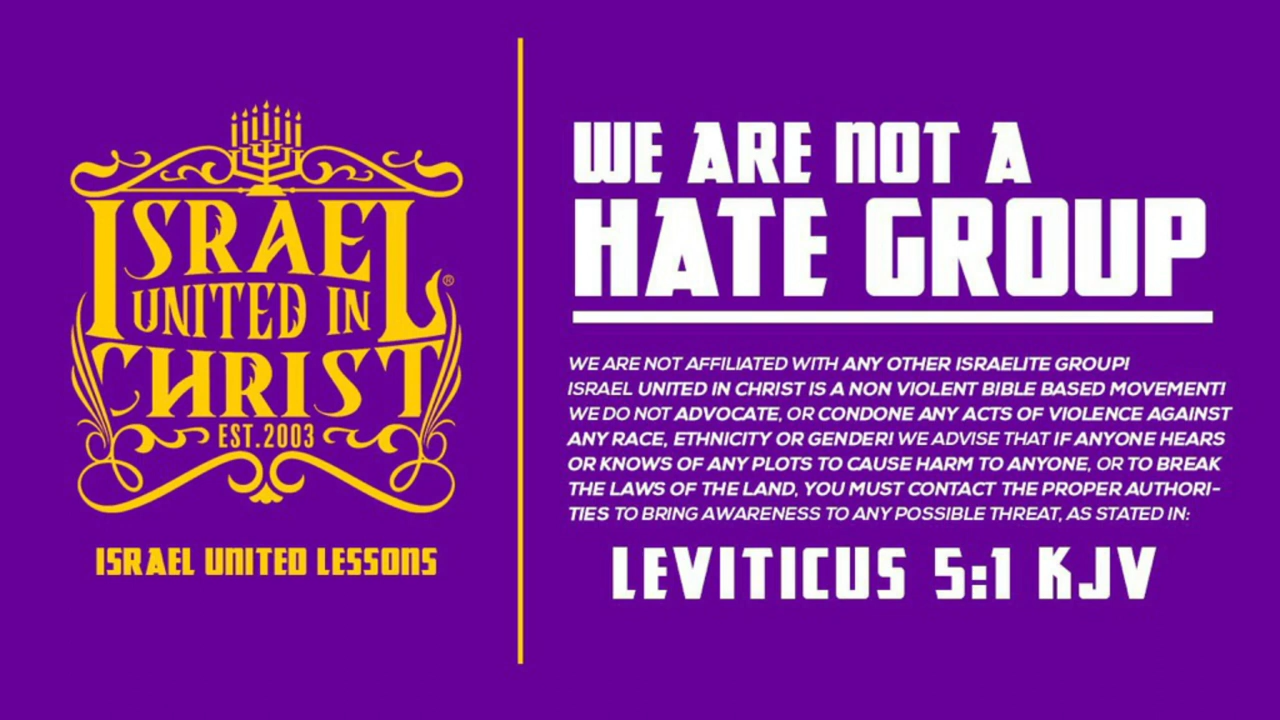 ISRAEL
UNITED IN
CHRIST
®
EST.2003
ISRAEL UNITED LESSONS
WE ARE NOT A
HATE GROUP
WE ARE NOT AFFILIATED WITH ANY OTHER ISRAELITE GROUP!
ISRAEL UNITED IN CHRIST IS A NON VIOLENT BIBLE BASED MOVEMENT!
WE DO NOT ADVOCATE, OR CONDONE ANY ACTS OF VIOLENCE AGAINST
ANY RACE, ETHNICITY OR GENDER! WE ADVISE THAT IF ANYONE HEARS
OR KNOWS OF ANY PLOTS TO CAUSE HARM TO ANYONE, OR TO BREAK
THE LAWS OF THE LAND, YOU MUST CONTACT THE PROPER AUTHORI-
TIES TO BRING AWARENESS TO ANY POSSIBLE THREAT, AS STATED IN:
LEVITICUS 5:1 KJV